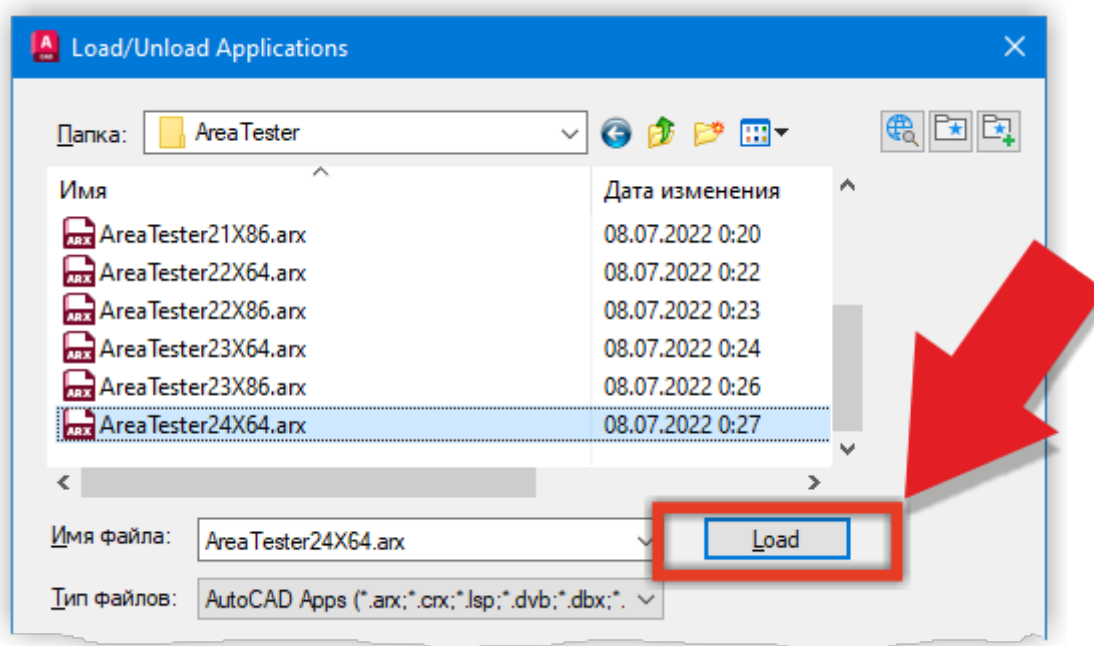 Load/Unload Applications
Папка: AreaTester
Имя Дата изменения
AreaTester21X86.arx 08.07.2022 0:20
AreaTester22X64.arx 08.07.2022 0:22
AreaTester22X86.arx 08.07.2022 0:23
AreaTester23X64.arx 08.07.2022 0:24
AreaTester23X86.arx 08.07.2022 0:26
AreaTester24X64.arx 08.07.2022 0:27
Имя файла: AreaTester24X64.arx Load
Тип файлов: AutoCAD Apps (*.arx;*.crx;*.lsp;*.dvb;*.dbx;*.